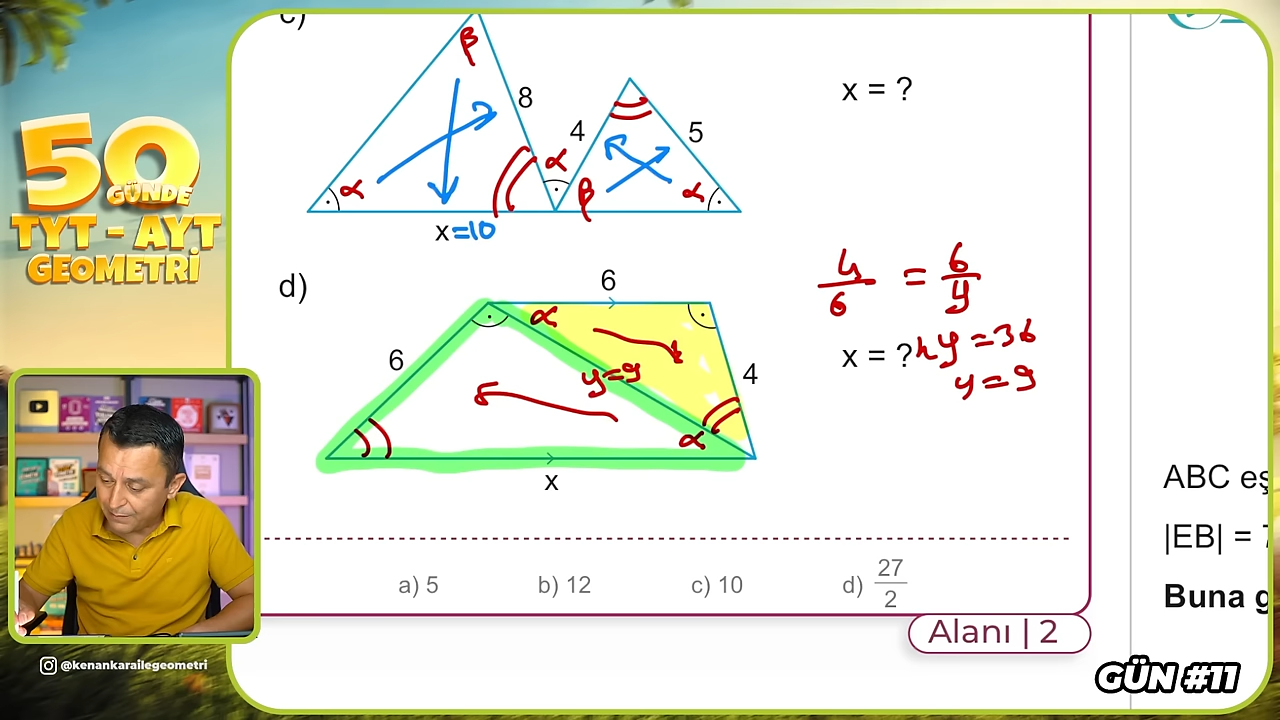 50
GÜNDE
TYT - AYT
GEOMETRİ
c)
β
8
4
5
x = ?
α
α
β
α
x=10
d)
6
α
4/6 = 6/y
6
y=9
4
x = ?
4y=36
y=9
α
x
a) 5
b) 12
c) 10
d) 27/2
Alanı | 2
ABC eş
|EB| = 7
Buna g
@kenankarailegeometri
GÜN #11